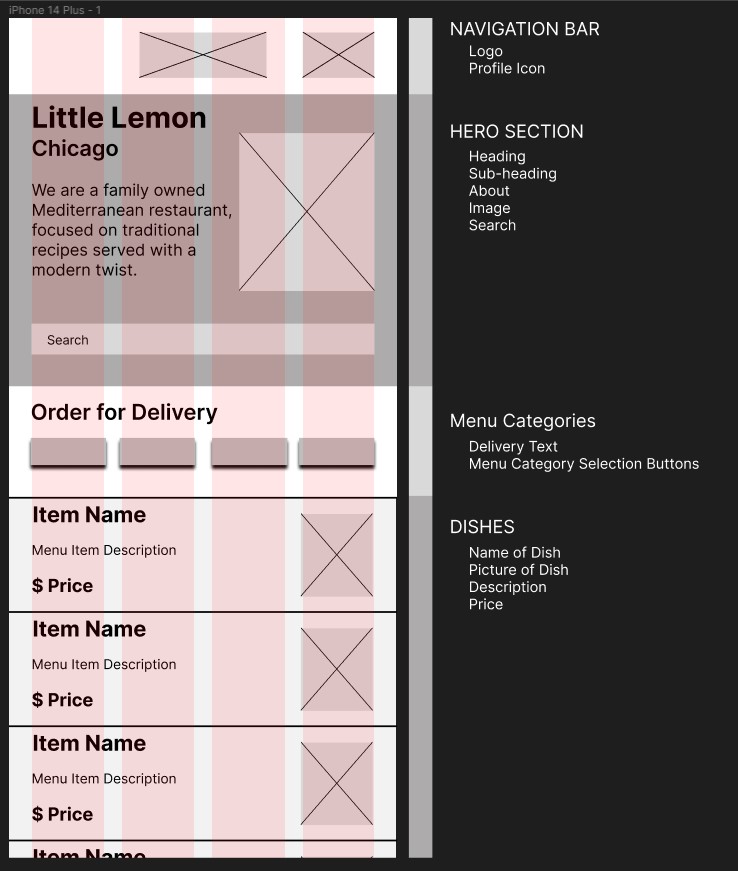 iPhone 14 Plus - 1
Little Lemon
Chicago
We are a family owned
Mediterranean restaurant,
focused on traditional
recipes served with a
modern twist.
Search
Order for Delivery
Item Name
Menu Item Description
$ Price
Item Name
Menu Item Description
$ Price
Item Name
Menu Item Description
$ Price
Item Name
NAVIGATION BAR
Logo
Profile Icon
HERO SECTION
Heading
Sub-heading
About
Image
Search
Menu Categories
Delivery Text
Menu Category Selection Buttons
DISHES
Name of Dish
Picture of Dish
Description
Price